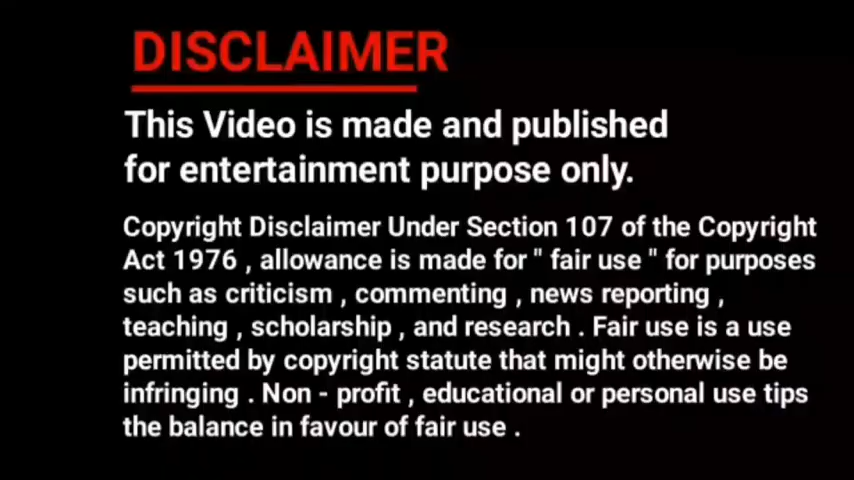 DISCLAIMER
This Video is made and published
for entertainment purpose only.
Copyright Disclaimer Under Section 107 of the Copyright
Act 1976 , allowance is made for " fair use " for purposes
such as criticism , commenting , news reporting ,
teaching , scholarship , and research . Fair use is a use
permitted by copyright statute that might otherwise be
infringing . Non - profit , educational or personal use tips
the balance in favour of fair use .